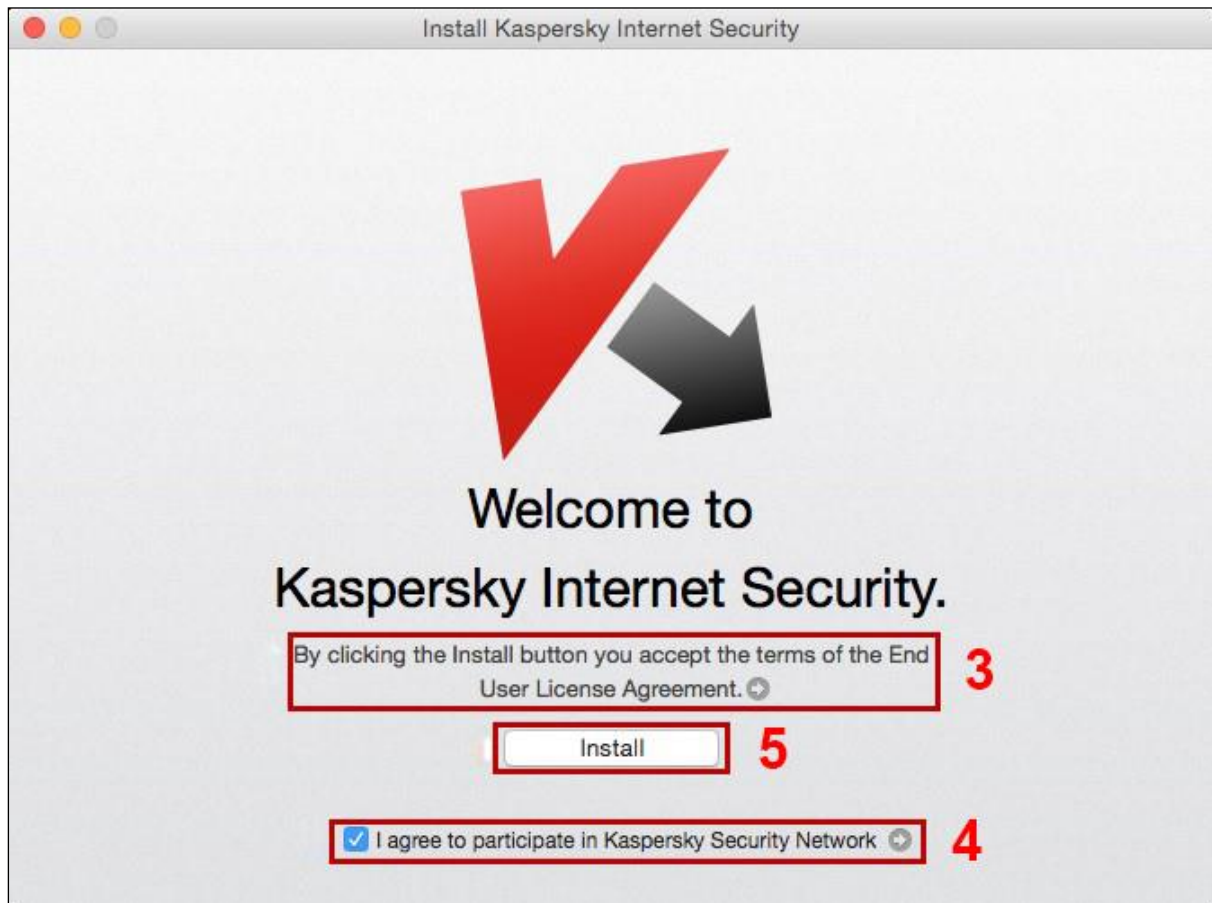 Install Kaspersky Internet Security
Welcome to
Kaspersky Internet Security.
By clicking the Install button you accept the terms of the End
User License Agreement.
3
Install
5
I agree to participate in Kaspersky Security Network
4